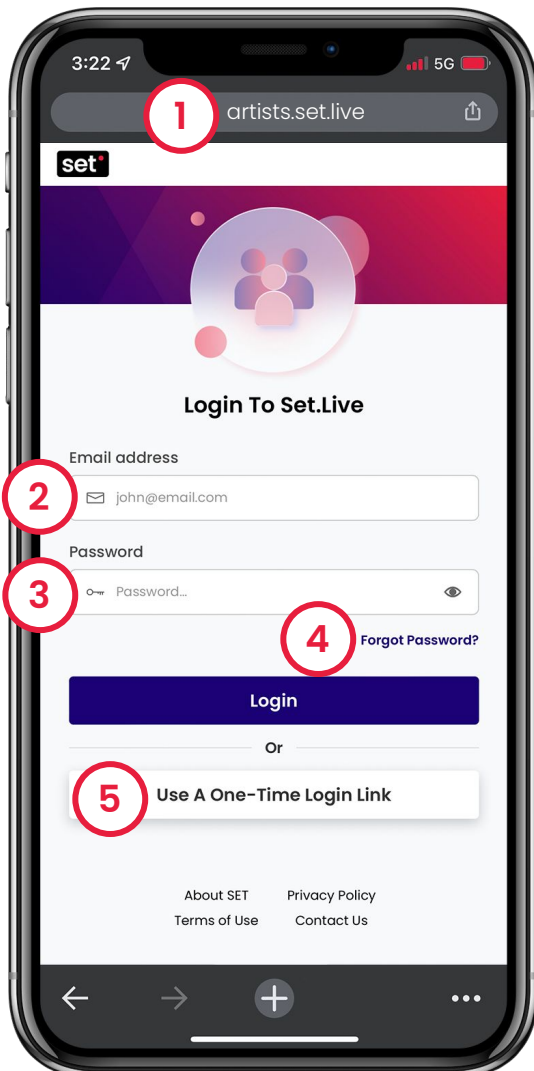 3:22 5G
1 artists.set.live
set
Login To Set.Live
Email address
2 john@email.com
Password
3 Password...
4 Forgot Password?
Login
Or
5 Use A One-Time Login Link
About SET Privacy Policy
Terms of Use Contact Us